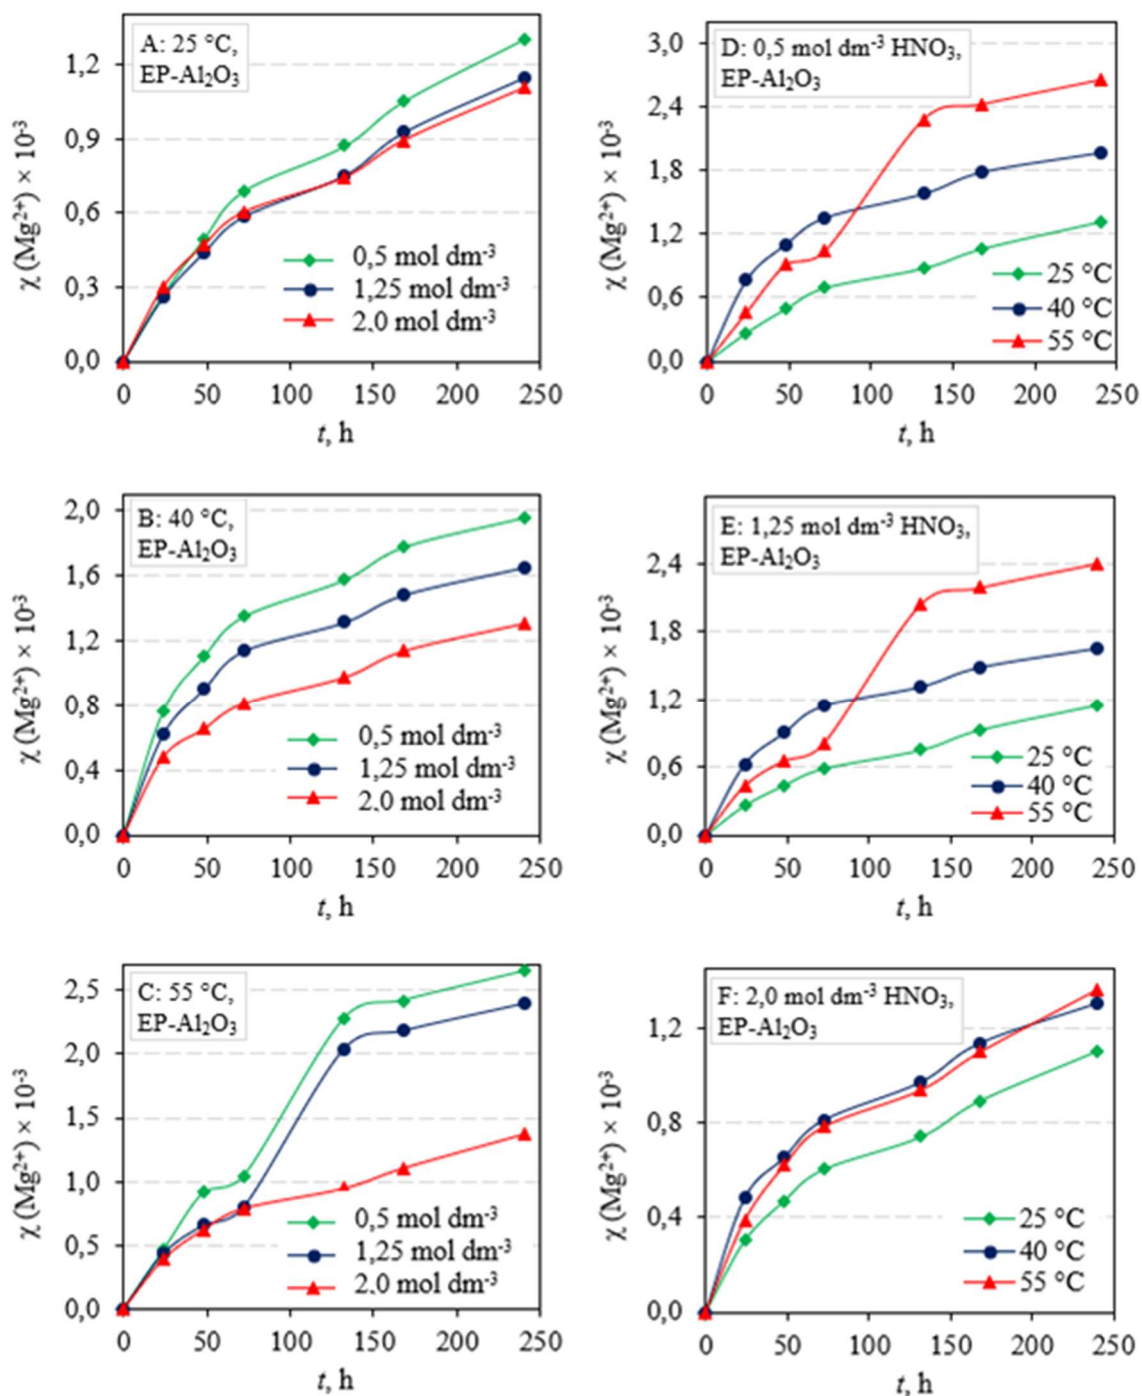 A: 25 °C,
EP-Al₂O₃
χ (Mg²⁺) × 10⁻³
1,2
0,9
0,6
0,3
0,0
0,5 mol dm⁻³
1,25 mol dm⁻³
2,0 mol dm⁻³
0 50 100 150 200 250
t, h
D: 0,5 mol dm⁻³ HNO₃,
EP-Al₂O₃
χ (Mg²⁺) × 10⁻³
3,0
2,4
1,8
1,2
0,6
0,0
25 °C
40 °C
55 °C
0 50 100 150 200 250
t, h
B: 40 °C,
EP-Al₂O₃
χ (Mg²⁺) × 10⁻³
2,0
1,6
1,2
0,8
0,4
0,0
0,5 mol dm⁻³
1,25 mol dm⁻³
2,0 mol dm⁻³
0 50 100 150 200 250
t, h
E: 1,25 mol dm⁻³ HNO₃,
EP-Al₂O₃
χ (Mg²⁺) × 10⁻³
2,4
1,8
1,2
0,6
0,0
25 °C
40 °C
55 °C
0 50 100 150 200 250
t, h
C: 55 °C,
EP-Al₂O₃
χ (Mg²⁺) × 10⁻³
2,5
2,0
1,5
1,0
0,5
0,0
0,5 mol dm⁻³
1,25 mol dm⁻³
2,0 mol dm⁻³
0 50 100 150 200 250
t, h
F: 2,0 mol dm⁻³ HNO₃,
EP-Al₂O₃
χ (Mg²⁺) × 10⁻³
1,2
0,8
0,4
0,0
25 °C
40 °C
55 °C
0 50 100 150 200 250
t, h